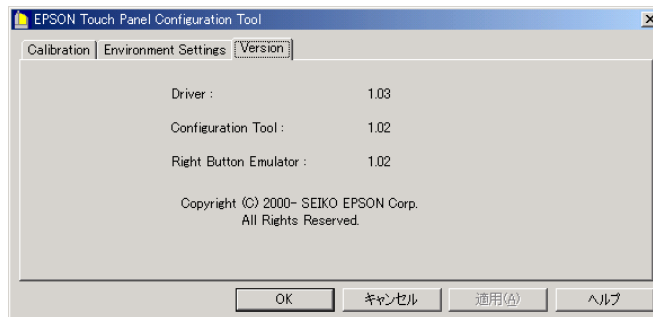 EPSON Touch Panel Configuration Tool
Calibration Environment Settings Version
Driver : 1.03
Configuration Tool : 1.02
Right Button Emulator : 1.02
Copyright (C) 2000- SEIKO EPSON Corp.
All Rights Reserved.
OK キャンセル 適用(A) ヘルプ